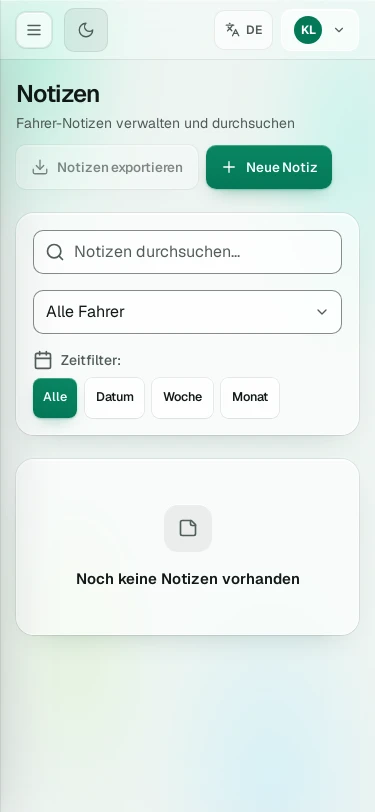 DE
KL
Notizen
Fahrer-Notizen verwalten und durchsuchen
Notizen exportieren
Neue Notiz
Notizen durchsuchen...
Alle Fahrer
Zeitfilter:
Alle Datum Woche Monat
Noch keine Notizen vorhanden